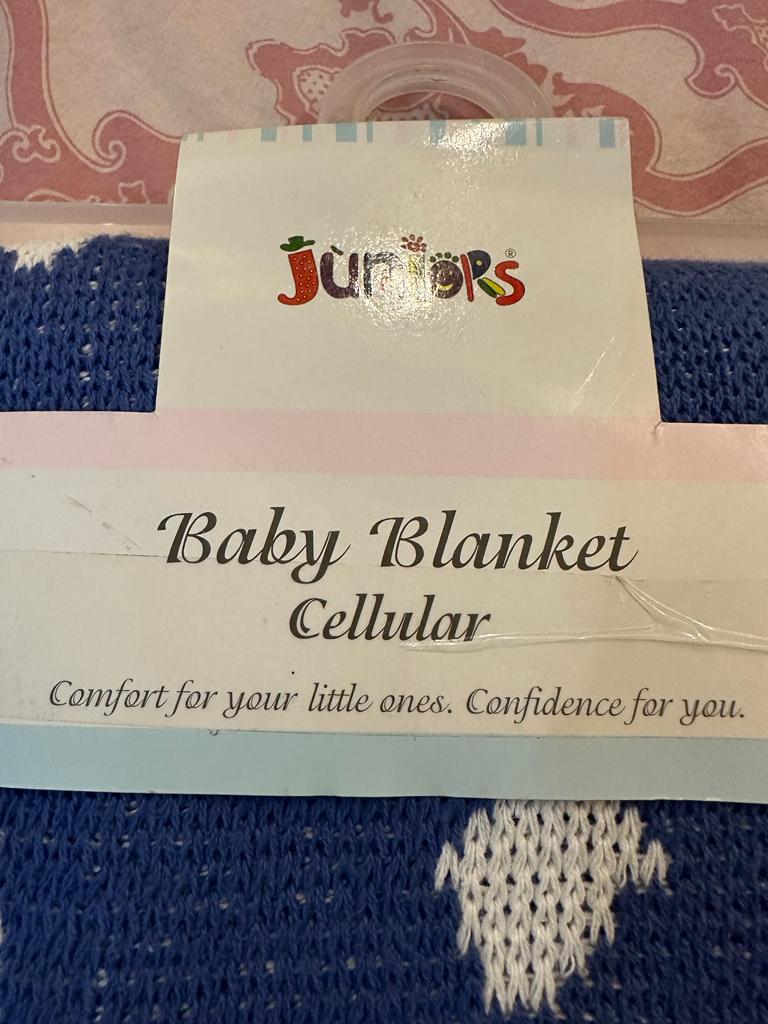 JUNIORS®
Baby Blanket
Cellular
Comfort for your little ones. Confidence for you.